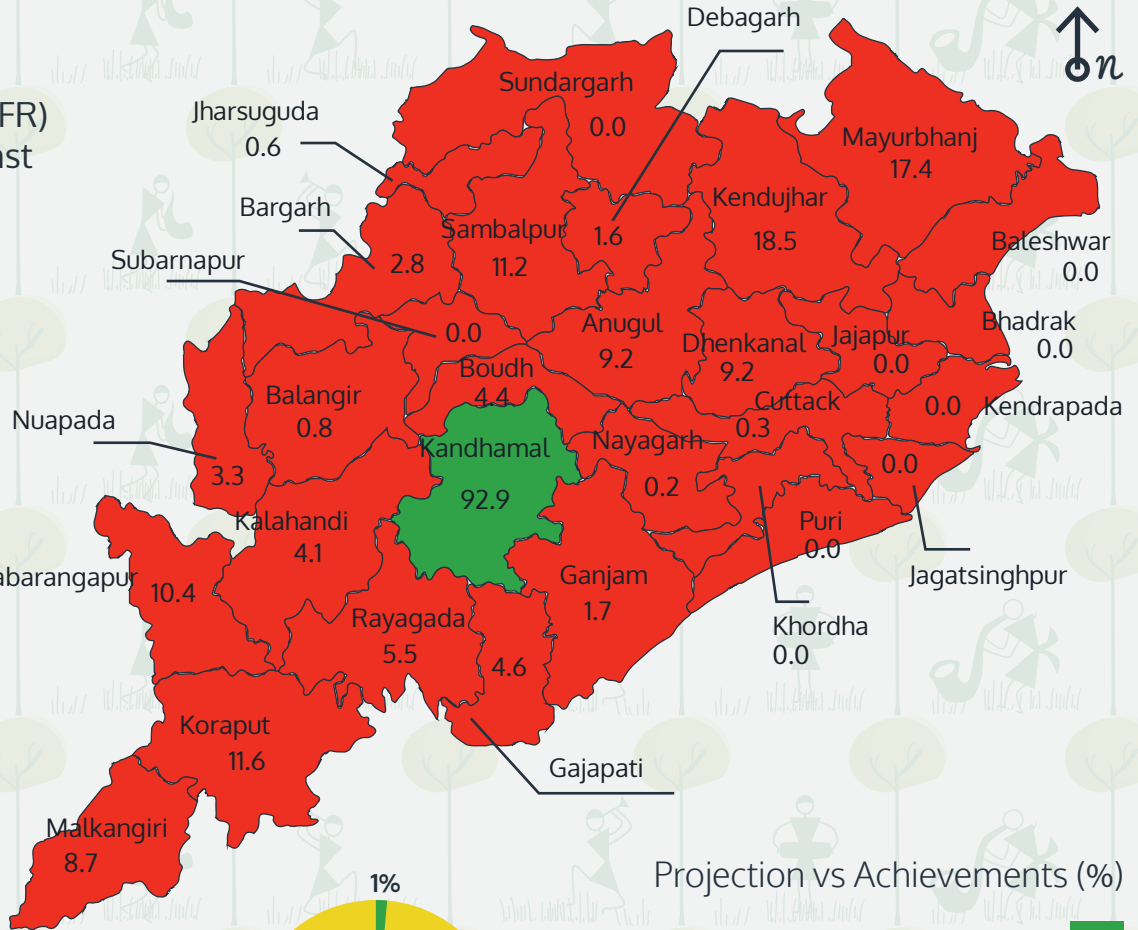 Debagarh
n
Sundargarh
0.0
FR)
Jharsuguda
0.6
Mayurbhanj
17.4
Bargarh
2.8
Kendujhar
18.5
Sambalpur
11.2
1.6
Subarnapur
0.0
Baleshwar
0.0
Anugul
9.2
Dhenkanal
9.2
Jajapur
0.0
Bhadrak
0.0
Boudh
4.4
Balangir
0.8
Cuttack
0.3
0.0
Kendrapada
Nuapada
3.3
Kandhamal
92.9
Nayagarh
0.2
0.0
Kalahandi
4.1
Puri
0.0
Jagatsinghpur
abarangapur
10.4
Ganjam
1.7
Rayagada
5.5
4.6
Khordha
0.0
Koraput
11.6
Gajapati
Malkangiri
8.7
1%
Projection vs Achievements (%)